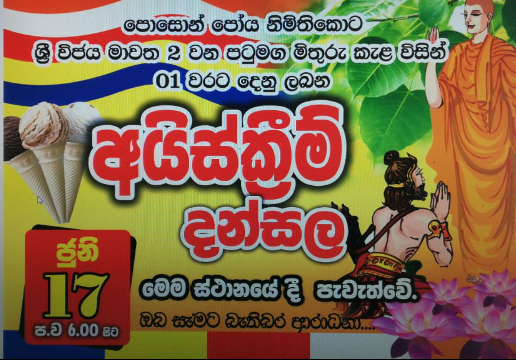 පොසොන් පෝය නිමිතිකොට
ශ්‍රී විජය මාවත 2 වන පටුමග මිතුරු කැළ විසින්
01 වරට දෙනු ලබන
අයිස්ක්‍රීම්
දන්සල
ජුනි
17
ප.ව 6.00 සිට
මෙම ස්ථානයේ දී පැවැත්වේ.
ඔබ සැමට බැතිබර ආරාධනා....